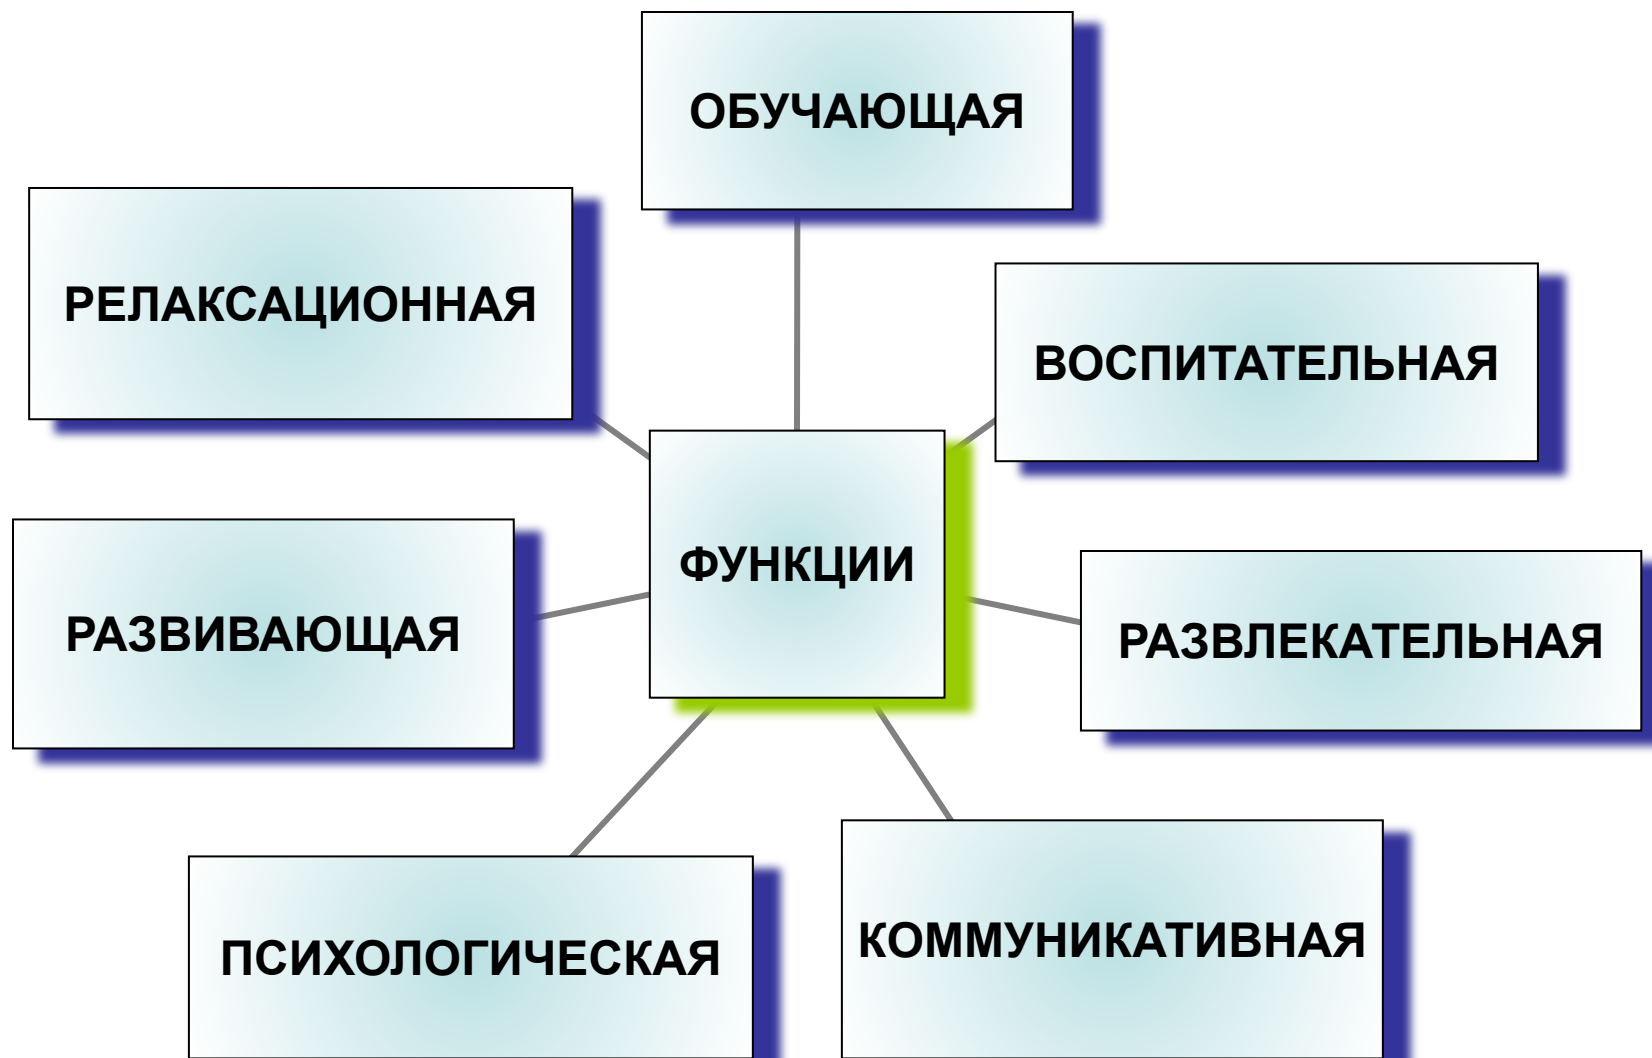 ОБУЧАЮЩАЯ
РЕЛАКСАЦИОННАЯ
ВОСПИТАТЕЛЬНАЯ
ФУНКЦИИ
РАЗВИВАЮЩАЯ
РАЗВЛЕКАТЕЛЬНАЯ
ПСИХОЛОГИЧЕСКАЯ
КОММУНИКАТИВНАЯ